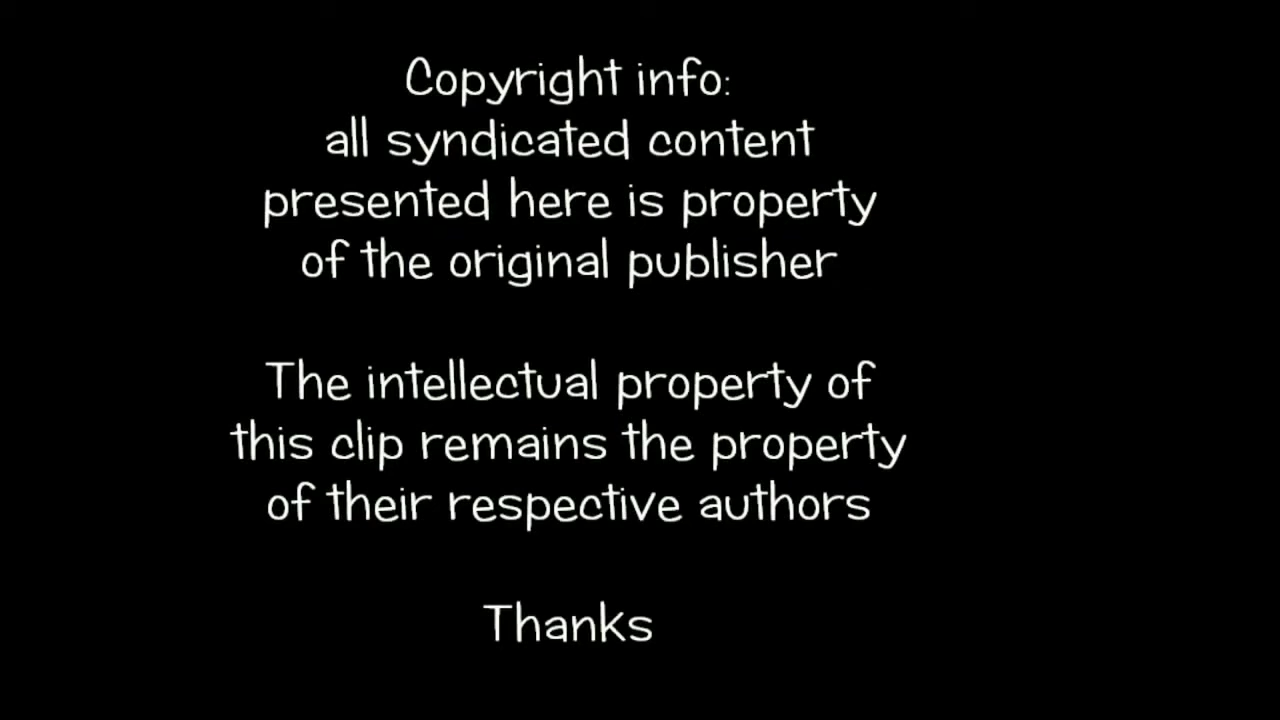 Copyright info:
all syndicated content
presented here is property
of the original publisher
The intellectual property of
this clip remains the property
of their respective authors
Thanks